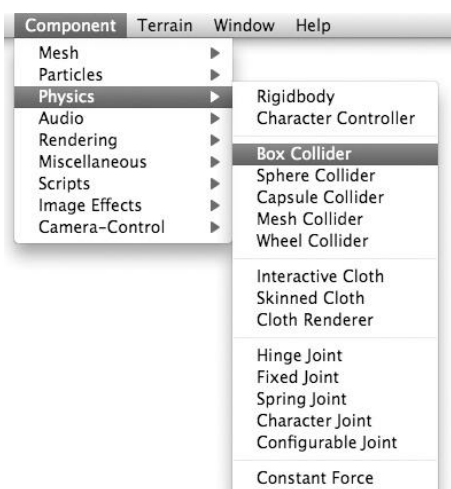 Component Terrain Window Help
Mesh
Particles
Physics
Audio
Rendering
Miscellaneous
Scripts
Image Effects
Camera-Control
Rigidbody
Character Controller
Box Collider
Sphere Collider
Capsule Collider
Mesh Collider
Wheel Collider
Interactive Cloth
Skinned Cloth
Cloth Renderer
Hinge Joint
Fixed Joint
Spring Joint
Character Joint
Configurable Joint
Constant Force